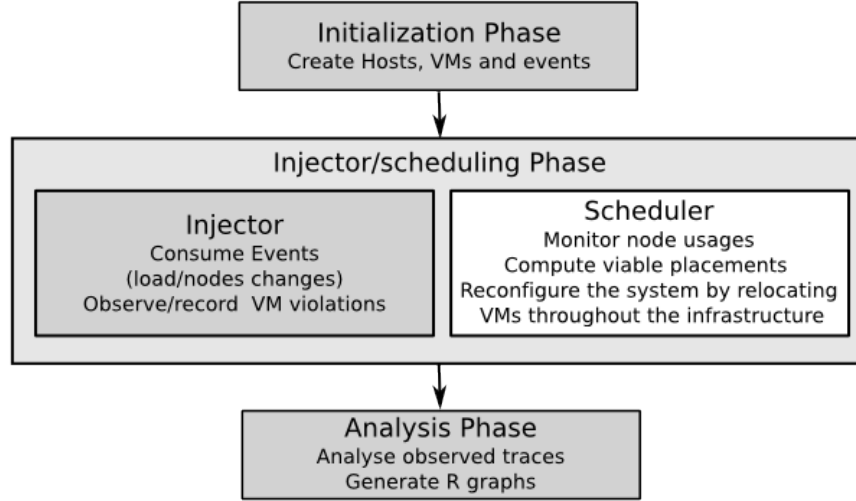 Initialization Phase
Create Hosts, VMs and events
Injector/scheduling Phase
Injector
Consume Events
(load/nodes changes)
Observe/record VM violations
Scheduler
Monitor node usages
Compute viable placements
Reconfigure the system by relocating
VMs throughout the infrastructure
Analysis Phase
Analyse observed traces
Generate R graphs